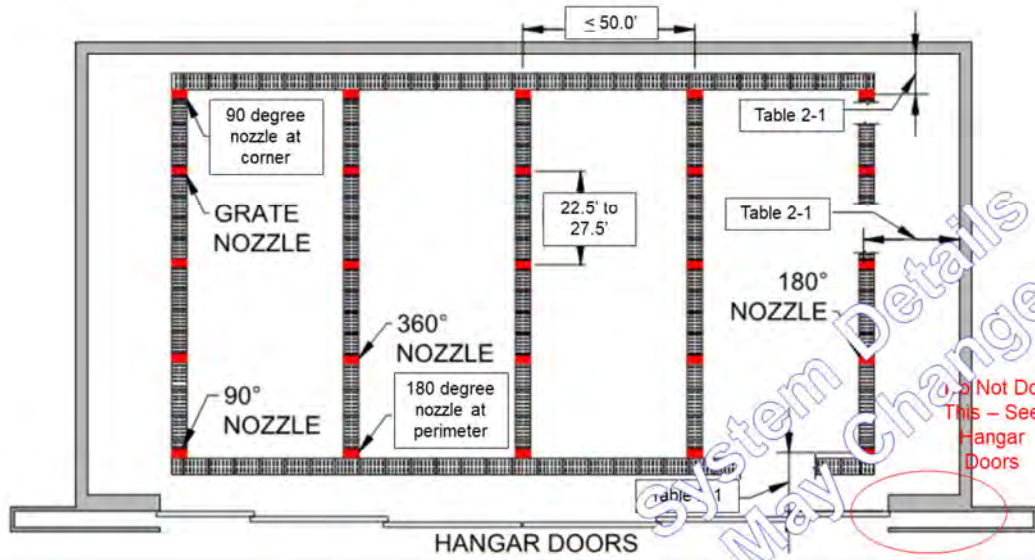 ≤ 50.0'
90 degree
nozzle at
corner
Table 2-1
GRATE
NOZZLE
22.5' to
27.5'
Table 2-1
180°
NOZZLE
360°
NOZZLE
90°
NOZZLE
180 degree
nozzle at
perimeter
Not Do
This – See
Hangar
Doors
HANGAR DOORS
System Details
May Change